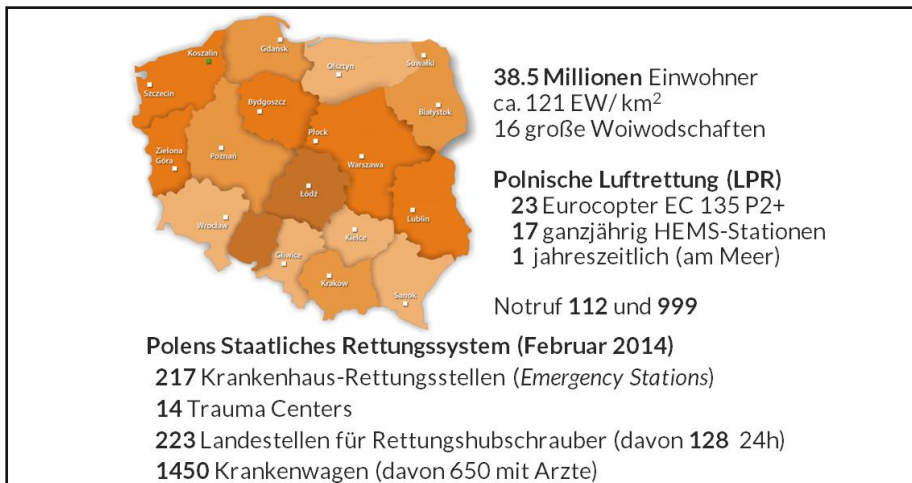 Koszalin
Gdańsk
Olsztyn
Suwałki
Szczecin
Bydgoszcz
Białystok
Płock
Zielona
Góra
Poznań
Warszawa
Łódź
Wrocław
Lublin
Kielce
Gliwice
Kraków
Sanok
38.5 Millionen Einwohner
ca. 121 EW/ km²
16 große Woiwodschaften
Polnische Luftrettung (LPR)
23 Eurocopter EC 135 P2+
17 ganzjährig HEMS-Stationen
1 jahreszeitlich (am Meer)
Notruf 112 und 999
Polens Staatliches Rettungssystem (Februar 2014)
217 Krankenhaus-Rettungsstellen (Emergency Stations)
14 Trauma Centers
223 Landestellen für Rettungshubschrauber (davon 128 24h)
1450 Krankenwagen (davon 650 mit Arzte)